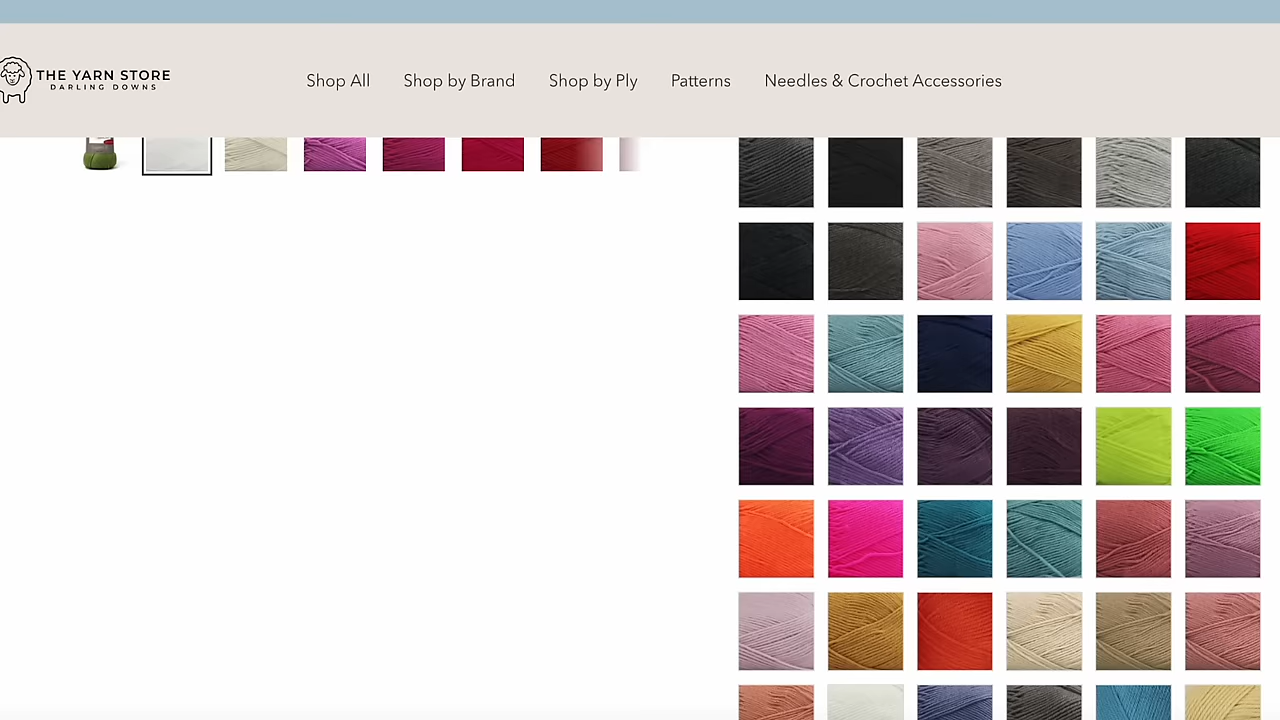 THE YARN STORE
DARLING DOWNS
Shop All
Shop by Brand
Shop by Ply
Patterns
Needles & Crochet Accessories